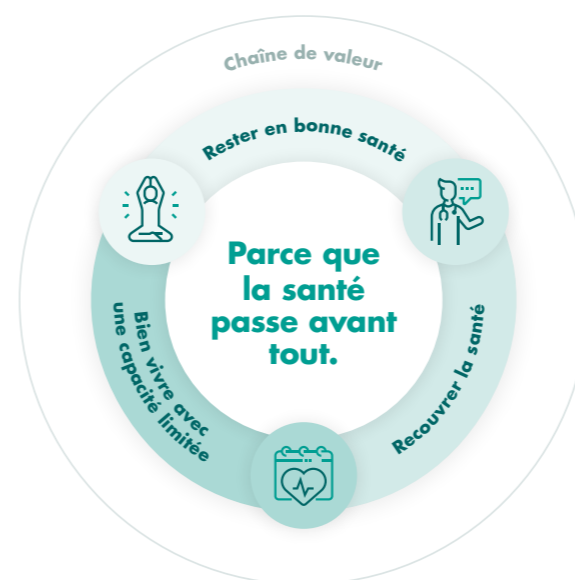 Chaîne de valeur
Rester en bonne santé
Parce que
la santé
passe avant
tout.
Bien vivre avec
une capacité limitée
Recouvrer la santé